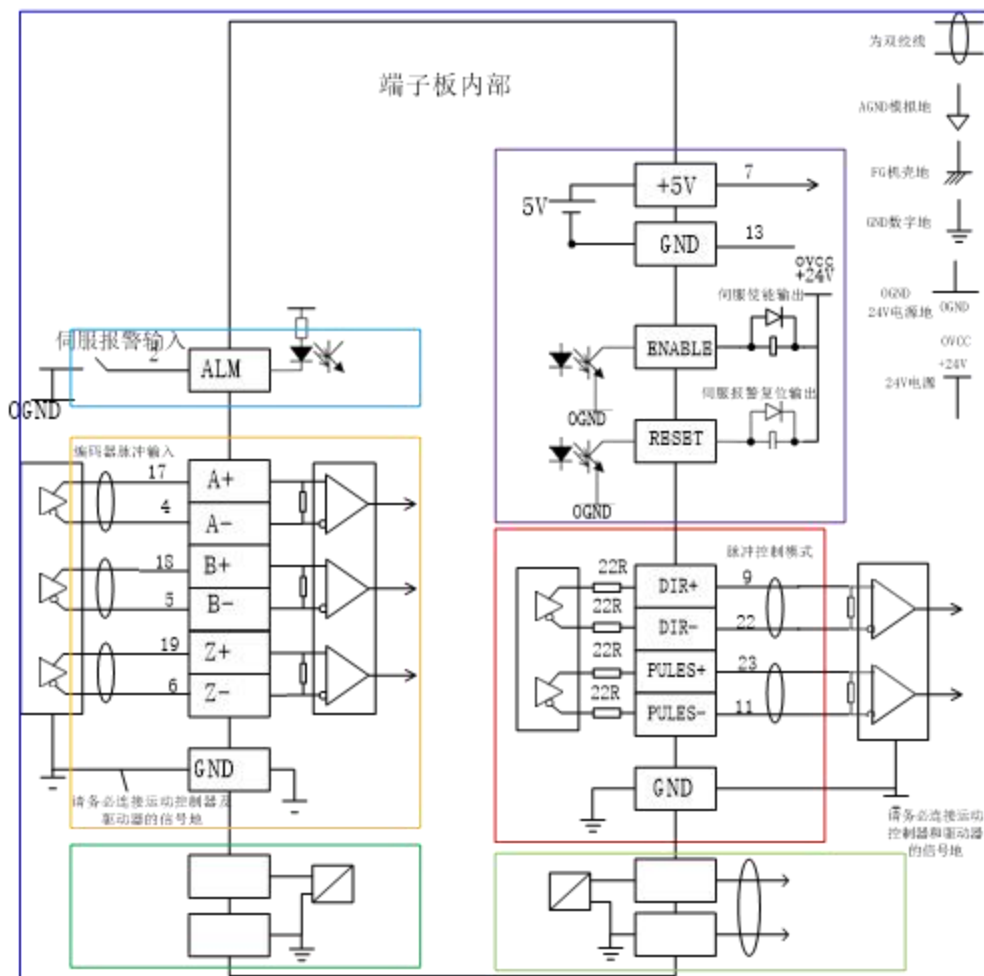 端子板内部
为双绞线
AGND模拟地
FG机壳地
GND数字地
OGND
24V电源地
OGND
OVCC
+24V
24V电源
+5V
7
5V
GND
13
OVCC
+24V
伺服使能输出
ENABLE
OGND
伺服报警复位输出
RESET
OGND
伺服报警输入
2
ALM
OGND
编码器脉冲输入
17
A+
4
A-
18
B+
5
B-
19
Z+
6
Z-
GND
请务必连接运动控制器及
驱动器的信号地
脉冲控制模式
22R
DIR+
9
22R
DIR-
22
22R
PULES+
23
22R
PULES-
11
GND
请务必连接运动
控制器和驱动器
的信号地